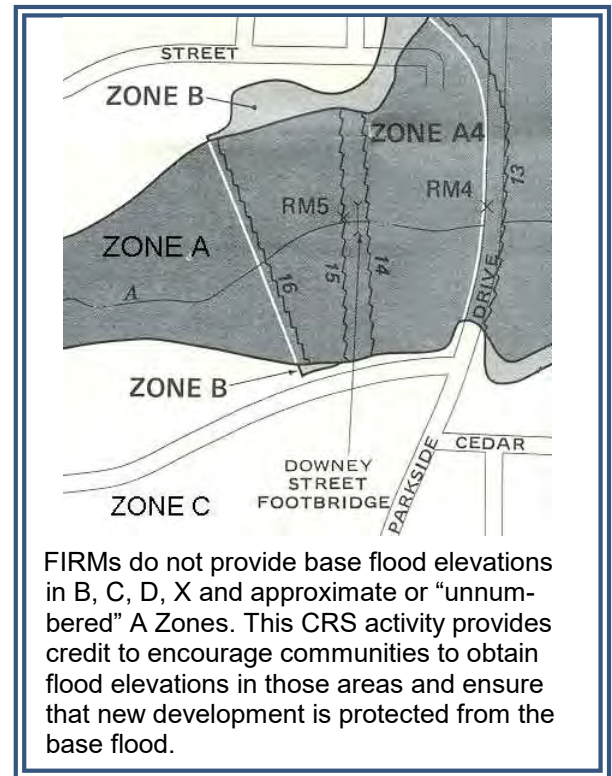 STREET
ZONE B
ZONE A4
13
RM5
RM4
ZONE A
A
16
15
14
DRIVE
ZONE B
DOWNEY
STREET
FOOTBRIDGE
PARKSIDE
CEDAR
ZONE C
FIRMs do not provide base flood elevations
in B, C, D, X and approximate or “unnum-
bered” A Zones. This CRS activity provides
credit to encourage communities to obtain
flood elevations in those areas and ensure
that new development is protected from the
base flood.